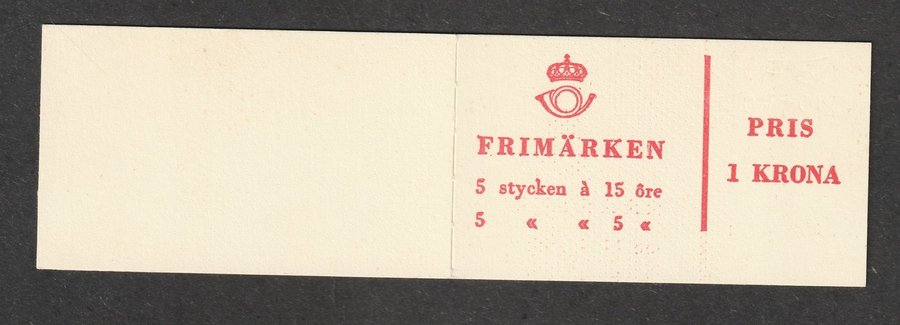 FRIMÄRKEN
5 stycken à 15 öre
5 « « 5 «
PRIS
1 KRONA